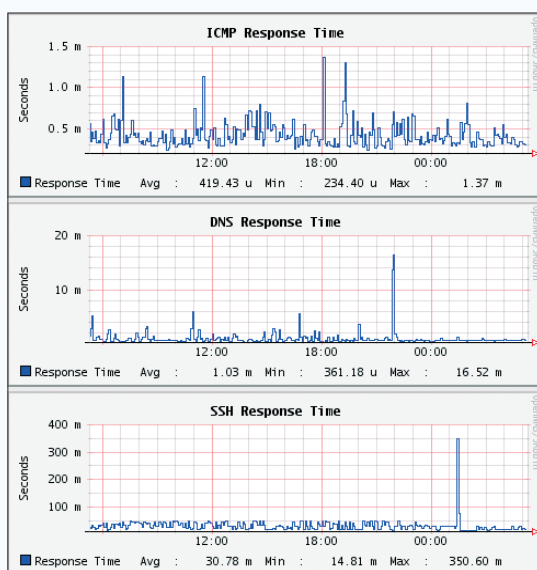 ICMP Response Time
1.5 m
1.0 m
0.5 m
Seconds
12:00 18:00 00:00
Response Time Avg : 419.43 u Min : 234.40 u Max : 1.37 m
DNS Response Time
20 m
10 m
Seconds
12:00 18:00 00:00
Response Time Avg : 1.03 m Min : 361.18 u Max : 16.52 m
SSH Response Time
400 m
300 m
200 m
100 m
Seconds
12:00 18:00 00:00
Response Time Avg : 30.78 m Min : 14.81 m Max : 350.60 m